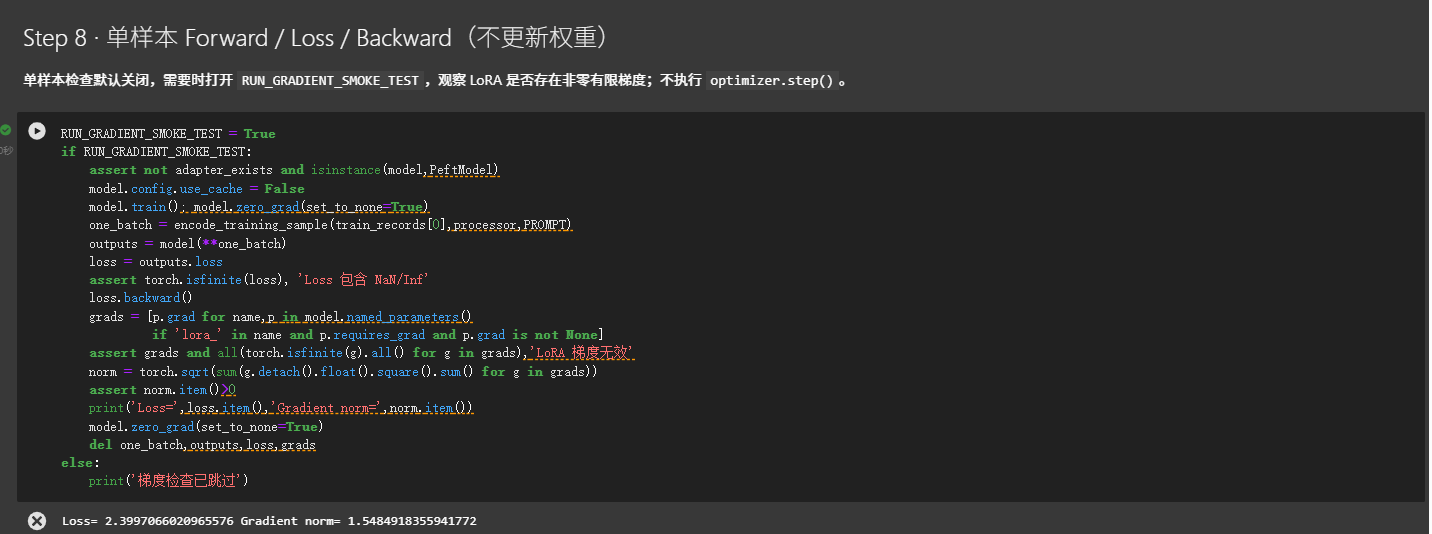 Step 8 · 单样本 Forward / Loss / Backward（不更新权重）
单样本检查默认关闭，需要时打开 RUN_GRADIENT_SMOKE_TEST ，观察 LoRA 是否存在非零有限梯度；不执行 optimizer.step() 。
RUN_GRADIENT_SMOKE_TEST = True
if RUN_GRADIENT_SMOKE_TEST:
    assert not adapter_exists and isinstance(model,PeftModel)
    model.config.use_cache = False
    model.train(); model.zero_grad(set_to_none=True)
    one_batch = encode_training_sample(train_records[0],processor,PROMPT)
    outputs = model(**one_batch)
    loss = outputs.loss
    assert torch.isfinite(loss), 'Loss 包含 NaN/Inf'
    loss.backward()
    grads = [p.grad for name,p in model.named_parameters()
            if 'lora_' in name and p.requires_grad and p.grad is not None]
    assert grads and all(torch.isfinite(g).all() for g in grads),'LoRA 梯度无效'
    norm = torch.sqrt(sum(g.detach().float().square().sum() for g in grads))
    assert norm.item()>0
    print('Loss=',loss.item(),'Gradient norm=',norm.item())
    model.zero_grad(set_to_none=True)
    del one_batch,outputs,loss,grads
else:
    print('梯度检查已跳过')
Loss= 2.3997066020965576 Gradient norm= 1.5484918355941772